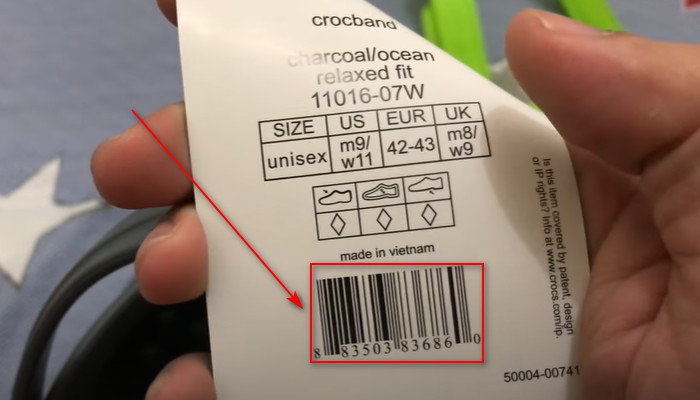 crocband
charcoal/ocean
relaxed fit
11016-07W
SIZE US EUR UK
unisex m9/ w11 42-43 m8/ w9
made in vietnam
8 83503 83686 0
Is this item covered by patent, design
or IP rights? Info at www.crocs.com/ip.
50004-00741